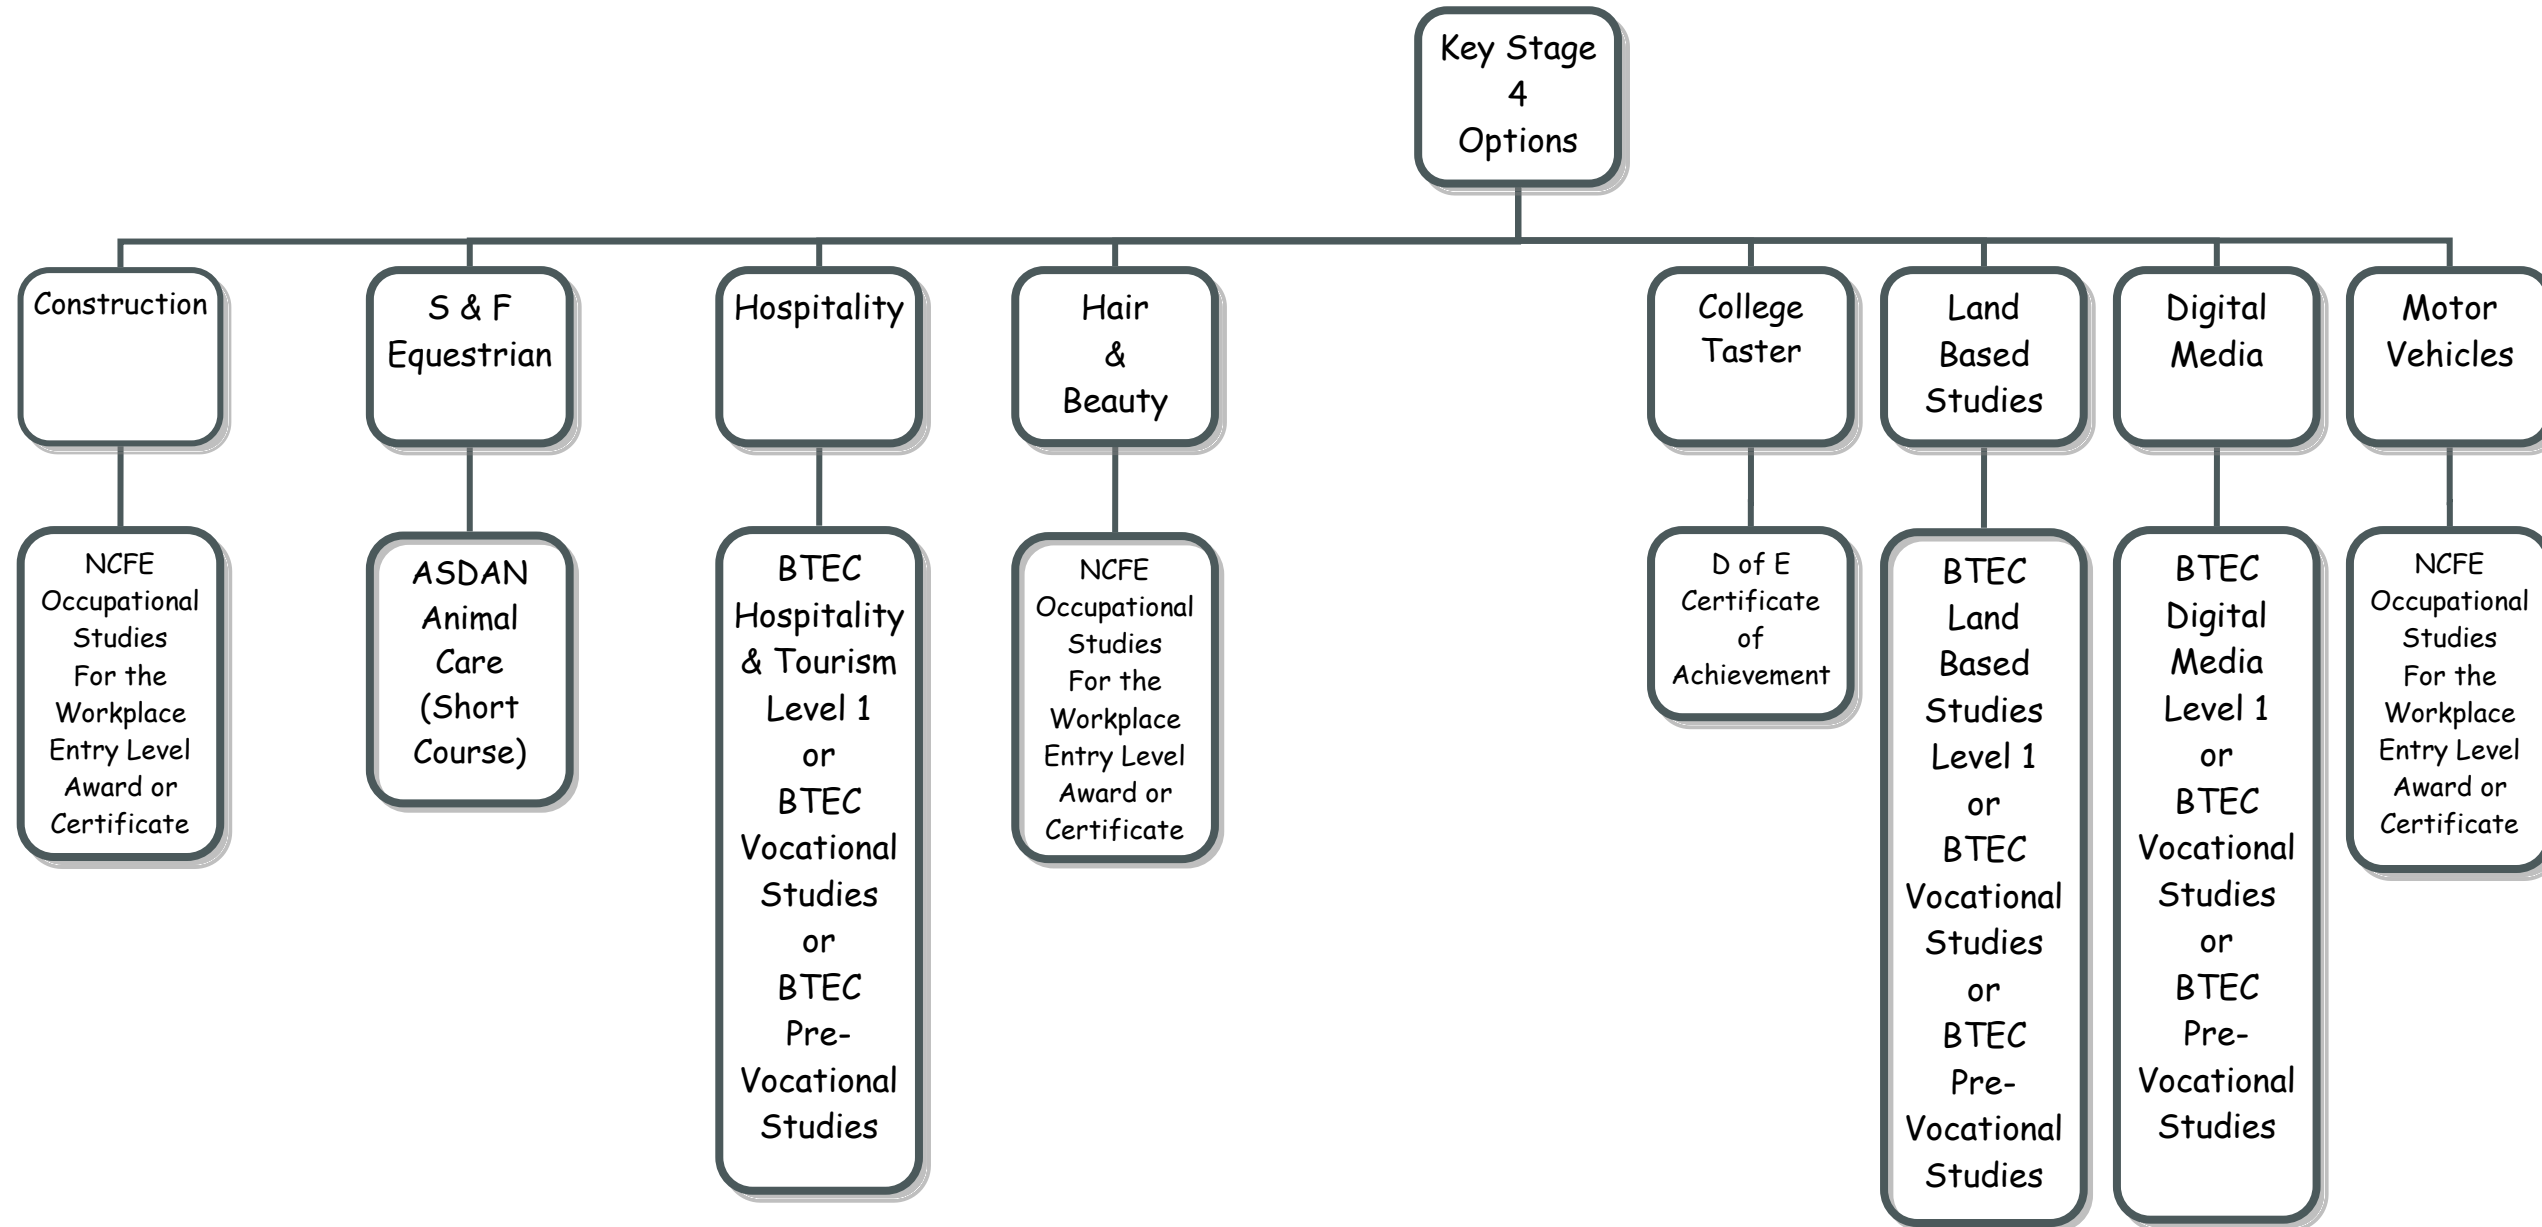 Key Stage
4
Options
Construction
S & F
Equestrian
Hospitality
Hair
&
Beauty
College
Taster
Land
Based
Studies
Digital
Media
Motor
Vehicles
NCFE
Occupational
Studies
For the
Workplace
Entry Level
Award or
Certificate
ASDAN
Animal
Care
(Short
Course)
BTEC
Hospitality
& Tourism
Level 1
or
BTEC
Vocational
Studies
or
BTEC
Pre-
Vocational
Studies
NCFE
Occupational
Studies
For the
Workplace
Entry Level
Award or
Certificate
D of E
Certificate
of
Achievement
BTEC
Land
Based
Studies
Level 1
or
BTEC
Vocational
Studies
or
BTEC
Pre-
Vocational
Studies
BTEC
Digital
Media
Level 1
or
BTEC
Vocational
Studies
or
BTEC
Pre-
Vocational
Studies
NCFE
Occupational
Studies
For the
Workplace
Entry Level
Award or
Certificate